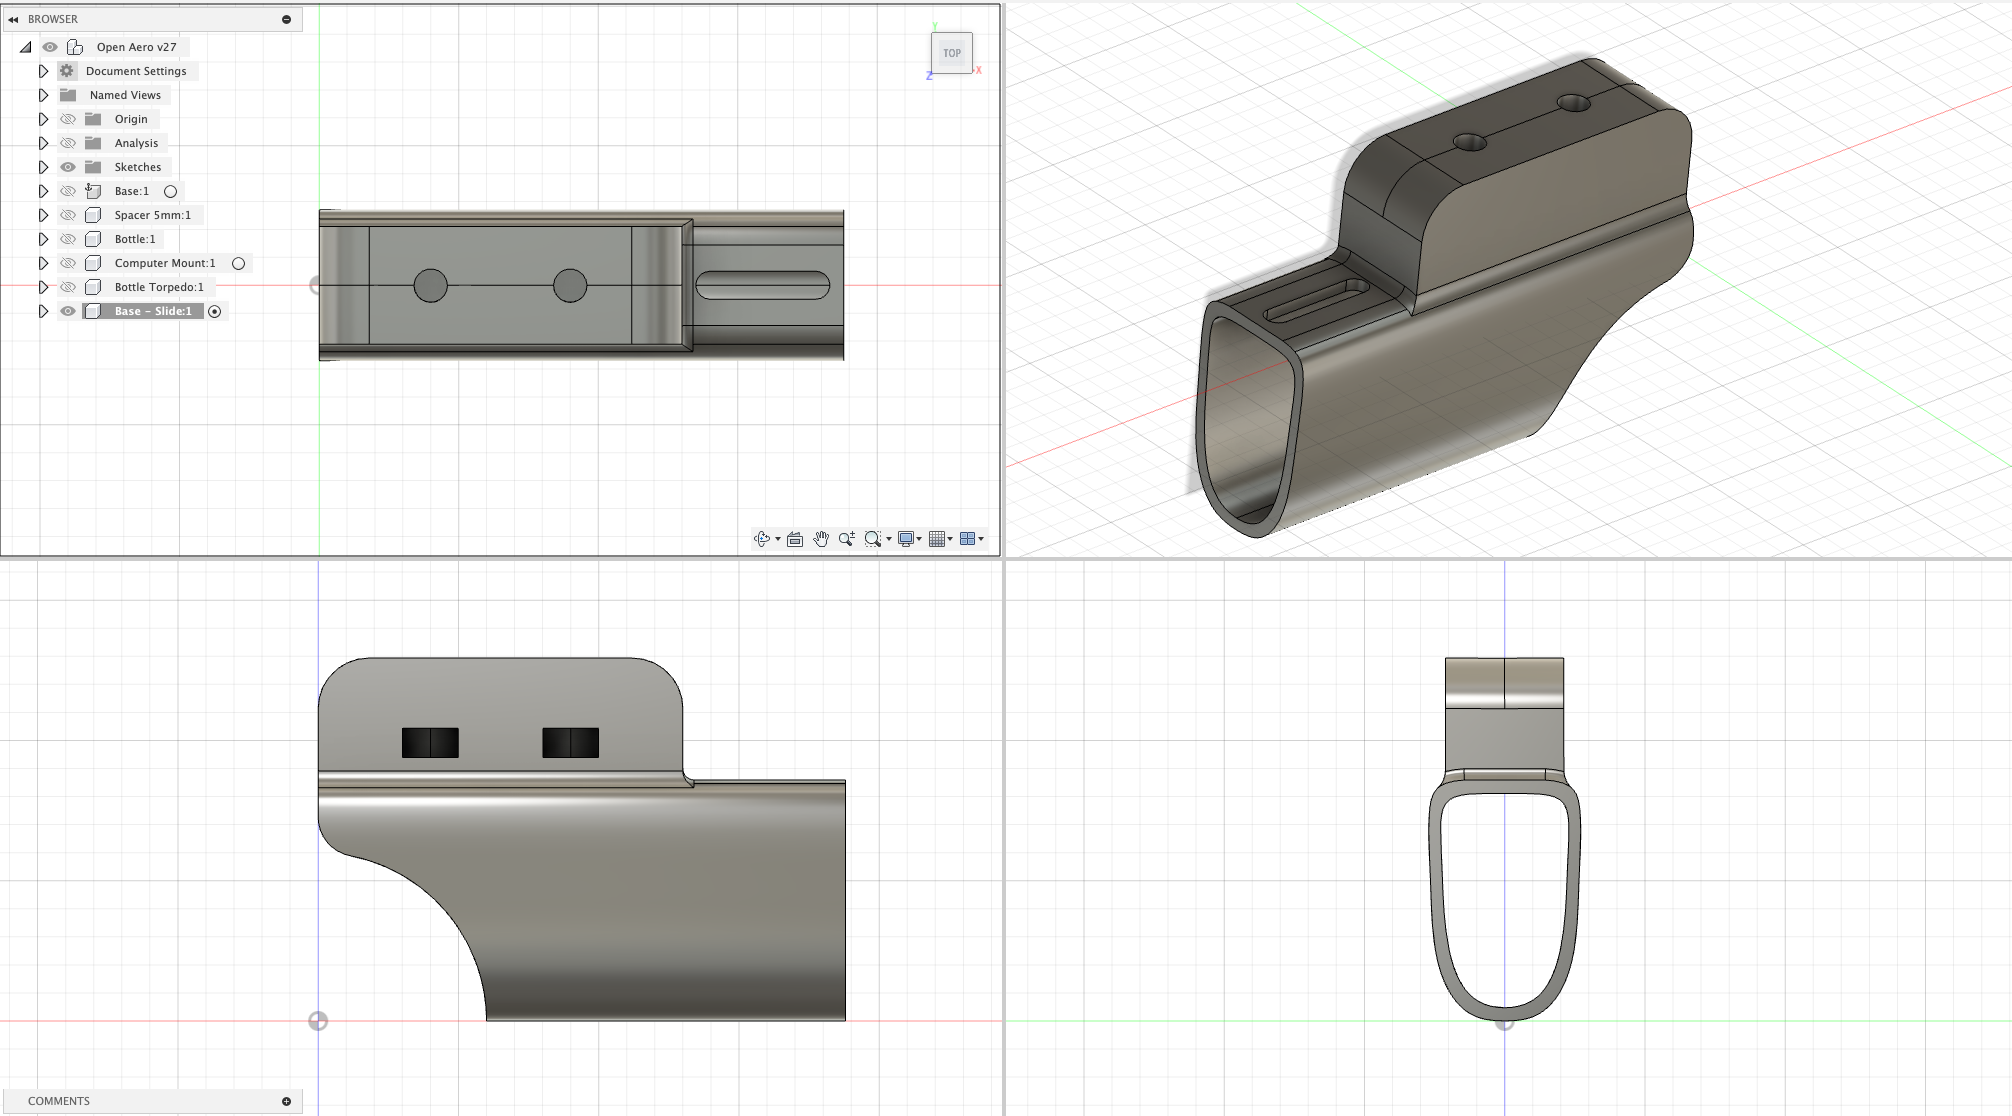 BROWSER
Open Aero v27
Document Settings
Named Views
Origin
Analysis
Sketches
Base:1
Spacer 5mm:1
Bottle:1
Computer Mount:1
Bottle Torpedo:1
Base - Slide:1
Y
TOP
Z
X
COMMENTS